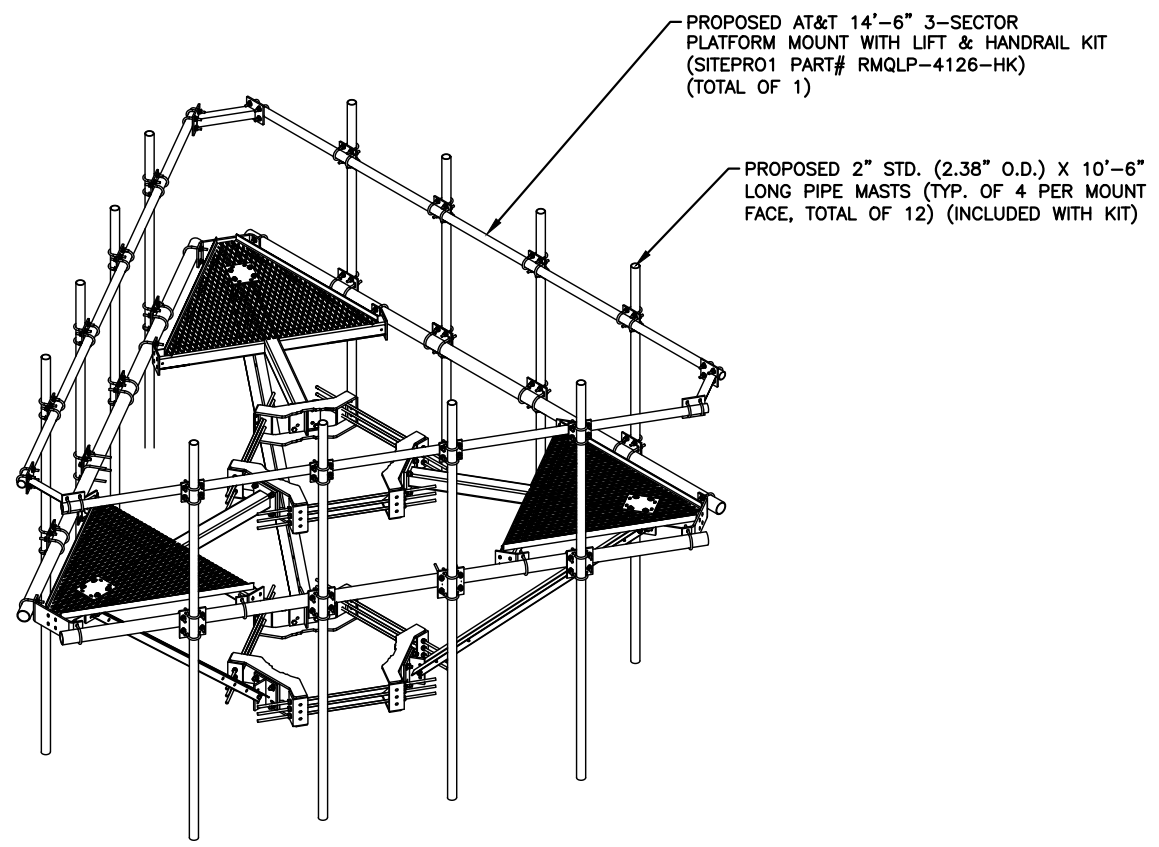 PROPOSED AT&T 14'-6" 3-SECTOR
PLATFORM MOUNT WITH LIFT & HANDRAIL KIT
(SITEPRO1 PART# RMQLP-4126-HK)
(TOTAL OF 1)
PROPOSED 2" STD. (2.38" O.D.) X 10'-6"
LONG PIPE MASTS (TYP. OF 4 PER MOUNT
FACE, TOTAL OF 12) (INCLUDED WITH KIT)